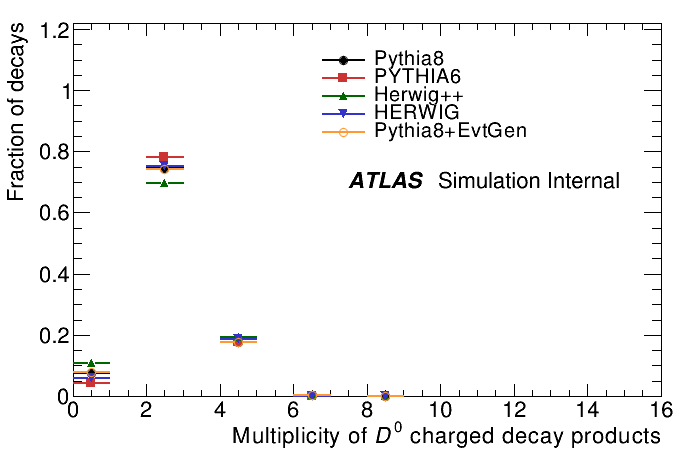 Fraction of decays
1.2
1
0.8
0.6
0.4
0.2
0
Pythia8
PYTHIA6
Herwig++
HERWIG
Pythia8+EvtGen
ATLAS Simulation Internal
0 2 4 6 8 10 12 14 16
Multiplicity of D⁰ charged decay products